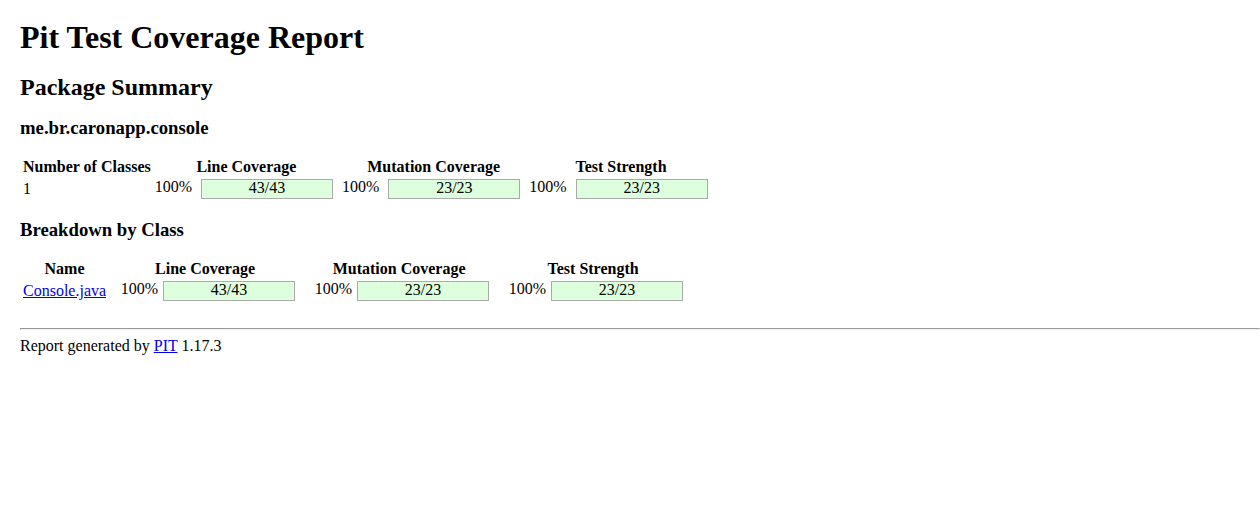 Pit Test Coverage Report
Package Summary
me.br.caronapp.console
Number of Classes Line Coverage Mutation Coverage Test Strength
1 100% 43/43 100% 23/23 100% 23/23
Breakdown by Class
Name Line Coverage Mutation Coverage Test Strength
Console.java 100% 43/43 100% 23/23 100% 23/23
Report generated by PIT 1.17.3